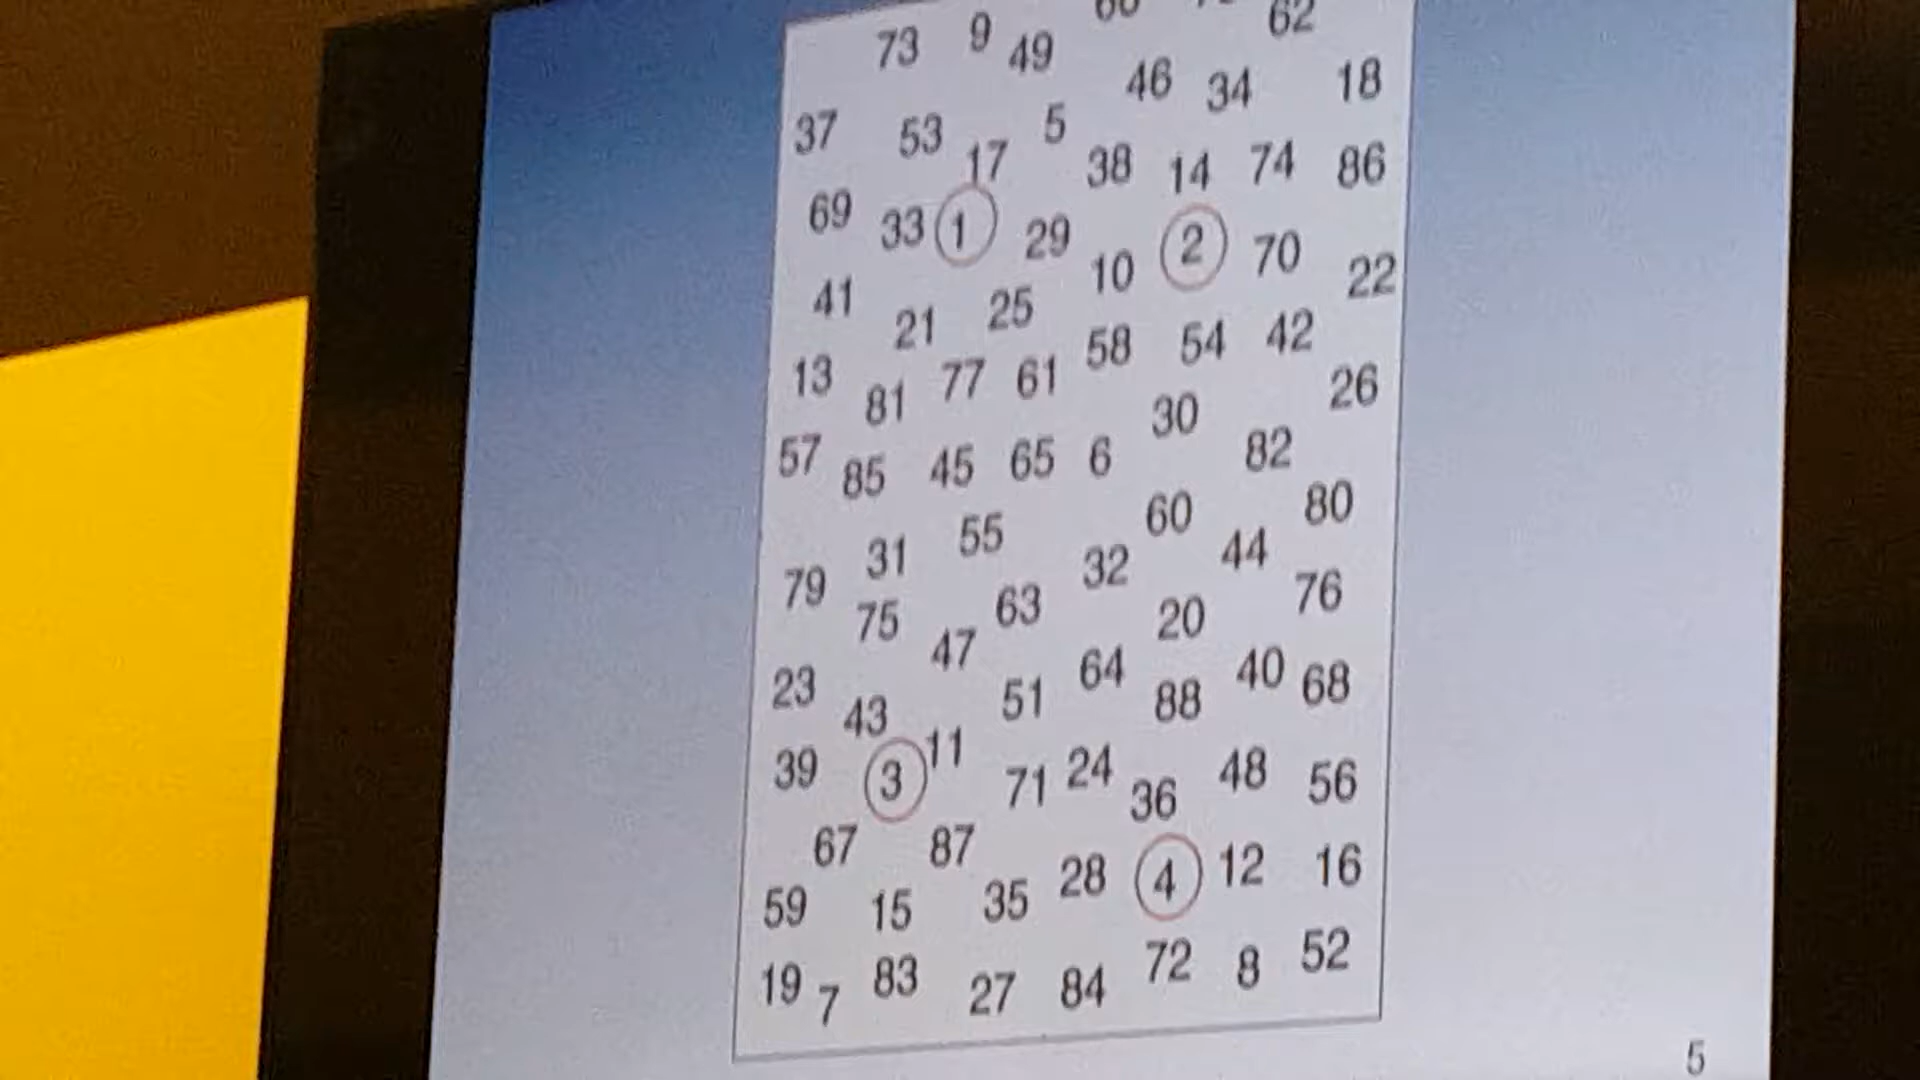 73 9 49 62
46 34 18
37 53 17 5 38 14 74 86
69 33 1 29 10 2 70 22
41 21 25 58 54 42
13 81 77 61 30 26
57 85 45 65 6 82
79 31 55 32 60 44 80
75 47 63 20 76
23 43 51 64 88 40 68
39 3 11 71 24 36 48 56
67 87
59 15 35 28 4 12 16
19 7 83 27 84 72 8 52
5